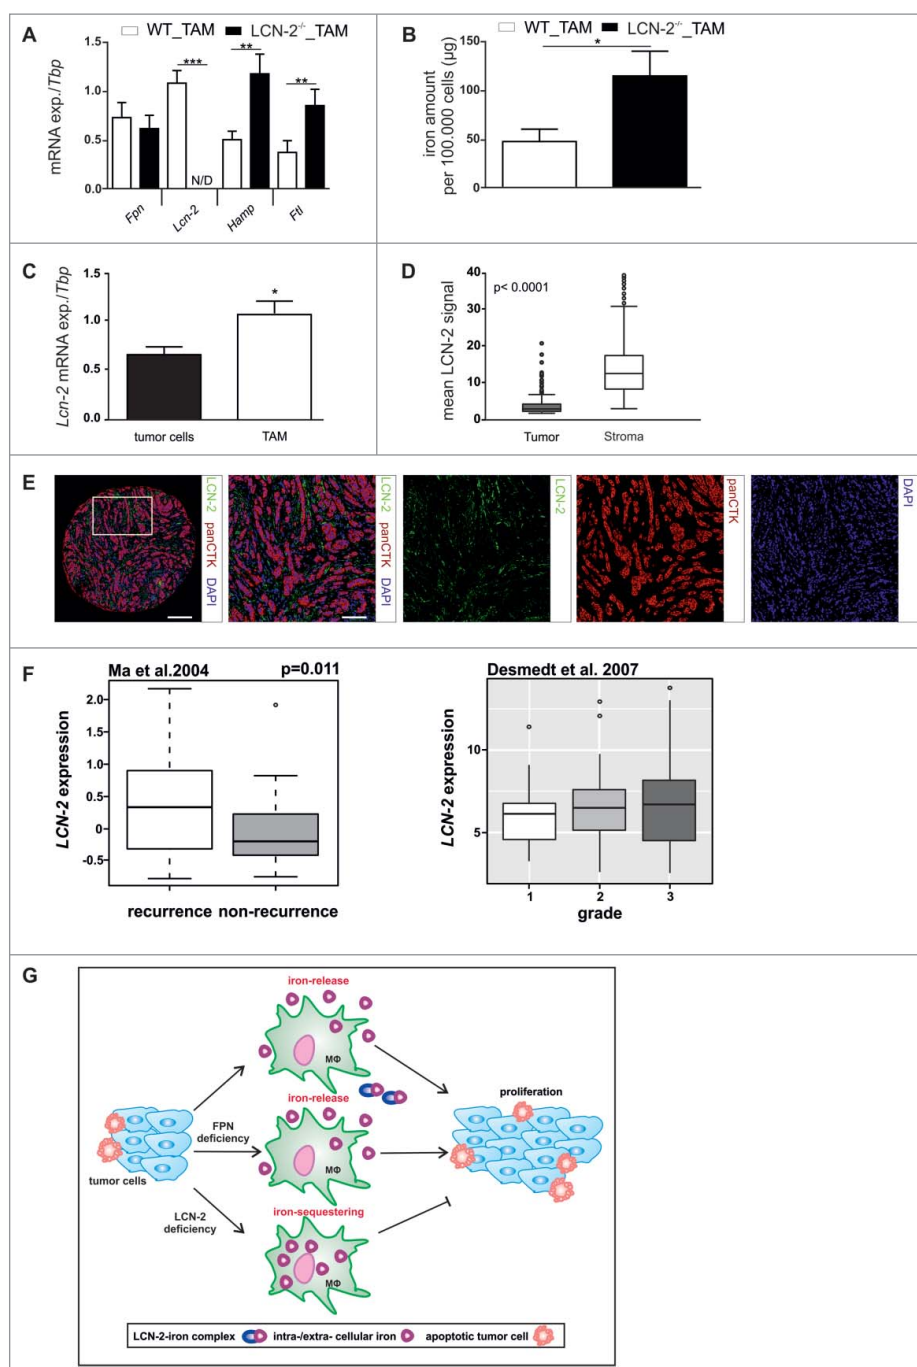 A
WT_TAM LCN-2-/-_TAM
mRNA exp./Tbp
1.5
1.0
0.5
0.0
***
**
**
N/D
Fpn Lcn-2 Hamp Ftl
B
WT_TAM LCN-2-/-_TAM
iron amount
per 100.000 cells (µg)
150
100
50
0
*
C
Lcn-2 mRNA exp./Tbp
1.5
1.0
0.5
0.0
*
tumor cells TAM
D
mean LCN-2 signal
40
30
20
10
0
p< 0.0001
Tumor Stroma
E
LCN-2 panCTK DAPI
LCN-2 panCTK DAPI
LCN-2
panCTK
DAPI
F
Ma et al.2004 p=0.011
LCN-2 expression
2.0
1.5
1.0
0.5
0
-0.5
recurrence non-recurrence
Desmedt et al. 2007
LCN-2 expression
10
5
1 2 3
grade
G
iron-release
MΦ
iron-release
MΦ
iron-sequestering
MΦ
FPN
deficiency
LCN-2
deficiency
tumor cells
proliferation
LCN-2-iron complex intra-/extra- cellular iron apoptotic tumor cell